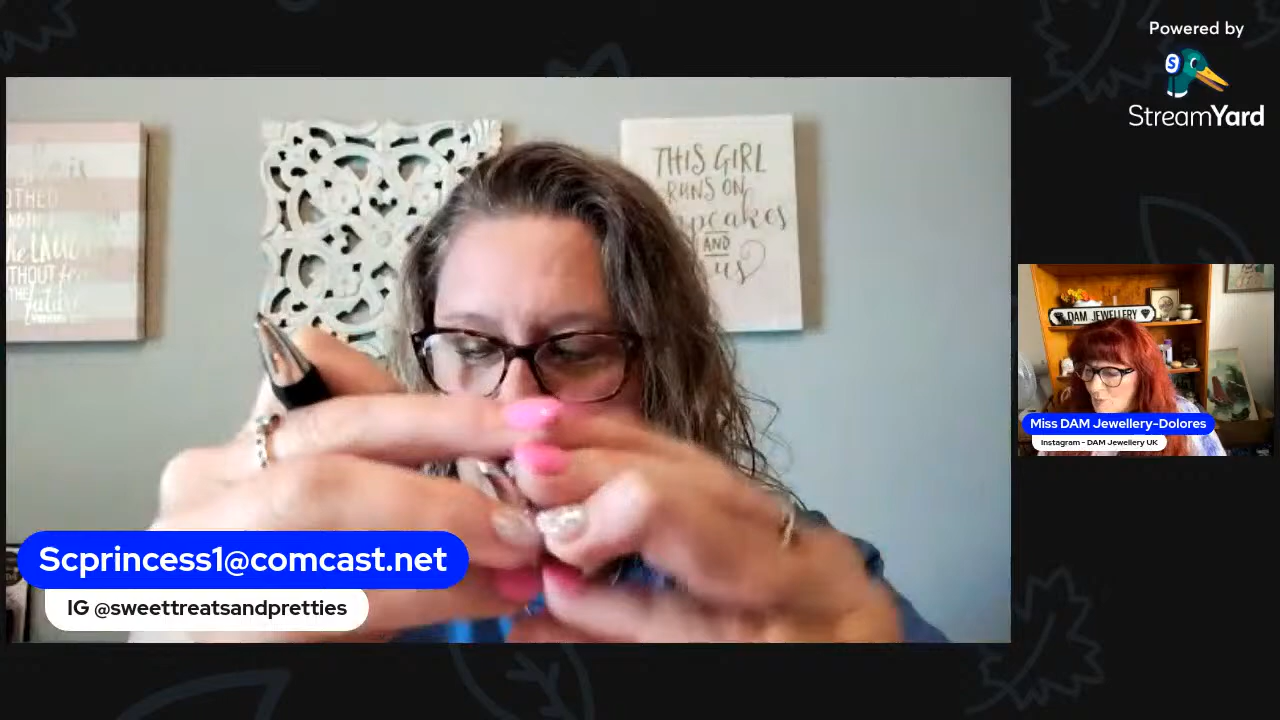 Powered by
StreamYard
THIS GIRL
RUNS ON
cupcakes
AND
DAM JEWELLERY
Miss DAM Jewellery-Dolores
Instagram - DAM Jewellery UK
Scprincess1@comcast.net
IG @sweettreatsandpretties